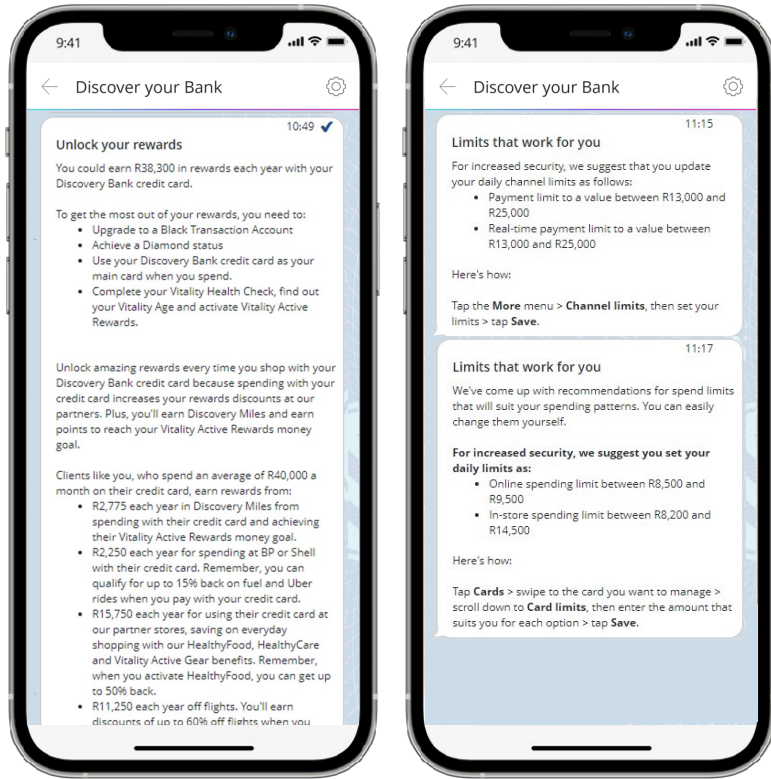 9:41
Discover your Bank
10:49
Unlock your rewards
You could earn R38,300 in rewards each year with your
Discovery Bank credit card.
To get the most out of your rewards, you need to:
• Upgrade to a Black Transaction Account
• Achieve a Diamond status
• Use your Discovery Bank credit card as your
main card when you spend.
• Complete your Vitality Health Check, find out
your Vitality Age and activate Vitality Active
Rewards.
Unlock amazing rewards every time you shop with your
Discovery Bank credit card because spending with your
credit card increases your rewards discounts at our
partners. Plus, you'll earn Discovery Miles and earn
points to reach your Vitality Active Rewards money
goal.
Clients like you, who spend an average of R40,000 a
month on their credit card, earn rewards from:
• R2,775 each year in Discovery Miles from
spending with their credit card and achieving
their Vitality Active Rewards money goal.
• R2,250 each year for spending at BP or Shell
with their credit card. Remember, you can
qualify for up to 15% back on fuel and Uber
rides when you pay with your credit card.
• R15,750 each year for using their credit card at
our partner stores, saving on everyday
shopping with our HealthyFood, HealthyCare
and Vitality Active Gear benefits. Remember,
when you activate HealthyFood, you can get up
to 50% back.
• R11,250 each year off flights. You'll earn
discounts of up to 60% off flights when you
9:41
Discover your Bank
11:15
Limits that work for you
For increased security, we suggest that you update
your daily channel limits as follows:
• Payment limit to a value between R13,000 and
R25,000
• Real-time payment limit to a value between
R13,000 and R25,000
Here's how:
Tap the More menu > Channel limits, then set your
limits > tap Save.
11:17
Limits that work for you
We've come up with recommendations for spend limits
that will suit your spending patterns. You can easily
change them yourself.
For increased security, we suggest you set your
daily limits as:
• Online spending limit between R8,500 and
R9,500
• In-store spending limit between R8,200 and
R14,500
Here's how:
Tap Cards > swipe to the card you want to manage >
scroll down to Card limits, then enter the amount that
suits you for each option > tap Save.